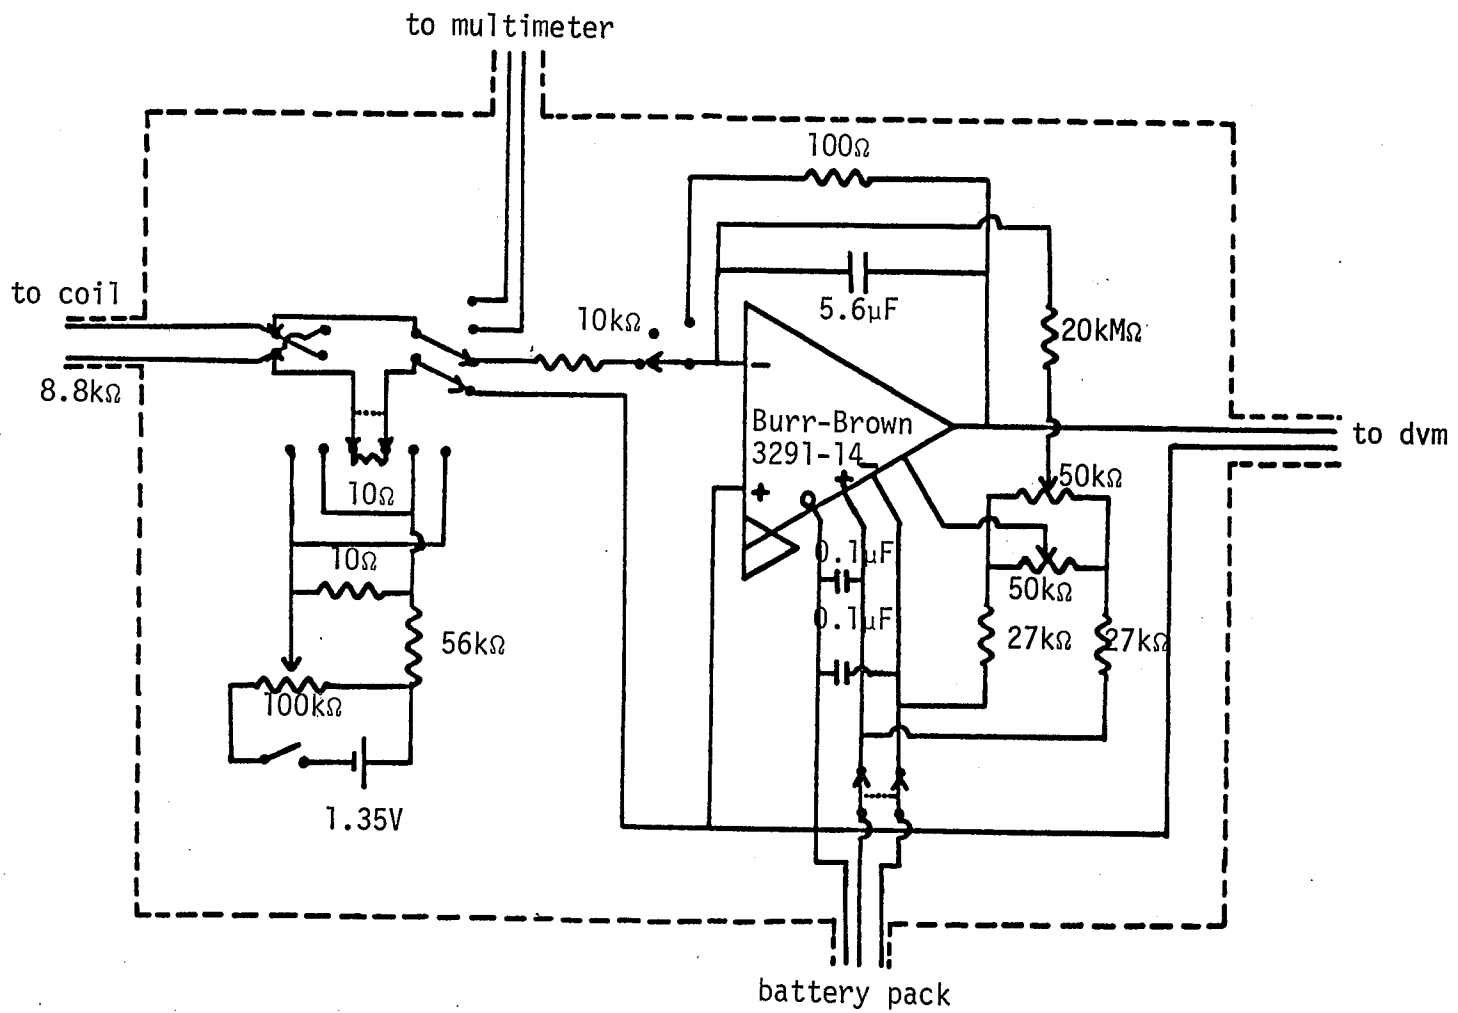 to multimeter
100Ω
to coil
10kΩ
5.6μF
20kMΩ
8.8kΩ
−
Burr-Brown
3291-14
to dvm
+
−
50kΩ
+
0
10Ω
0.1μF
10Ω
50kΩ
0.1μF
56kΩ
27kΩ
27kΩ
100kΩ
1.35V
battery pack